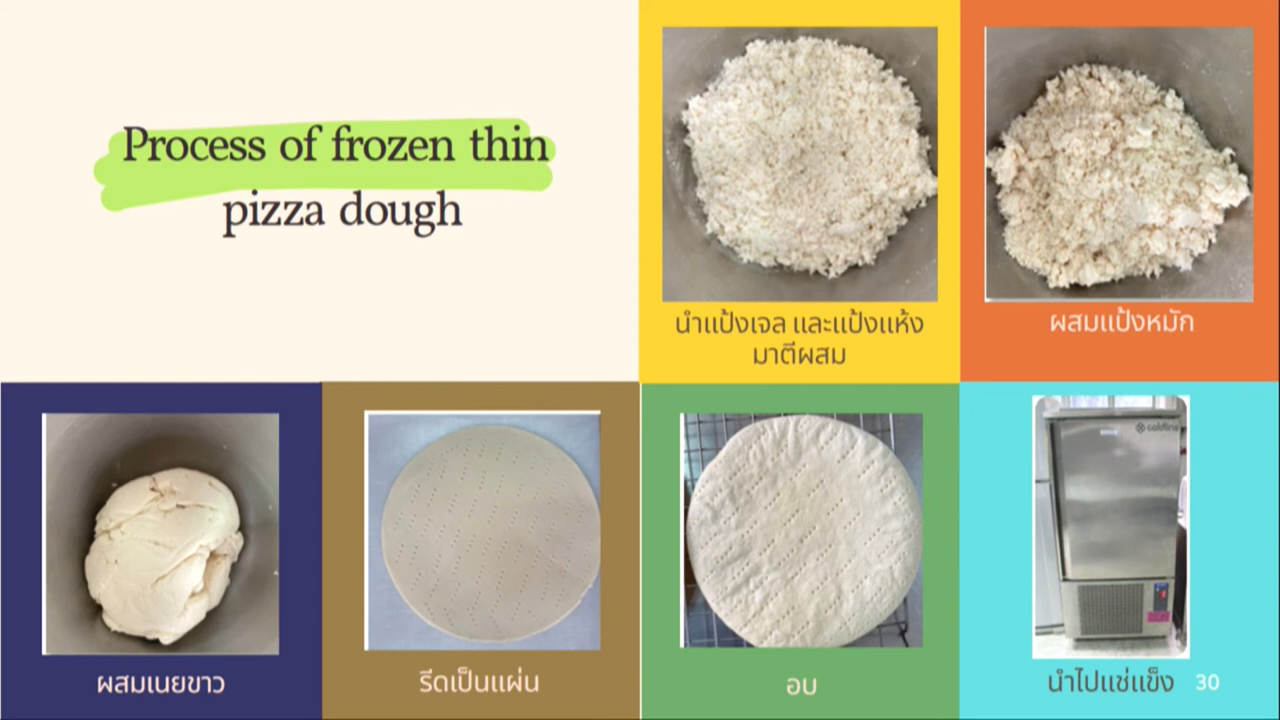 Process of frozen thin
pizza dough
นำแป้งเจล และแป้งแห้ง
มาตีผสม
ผสมแป้งหมัก
ผสมเนยขาว
รีดเป็นแผ่น
อบ
coldline
นำไปแช่แข็ง
30